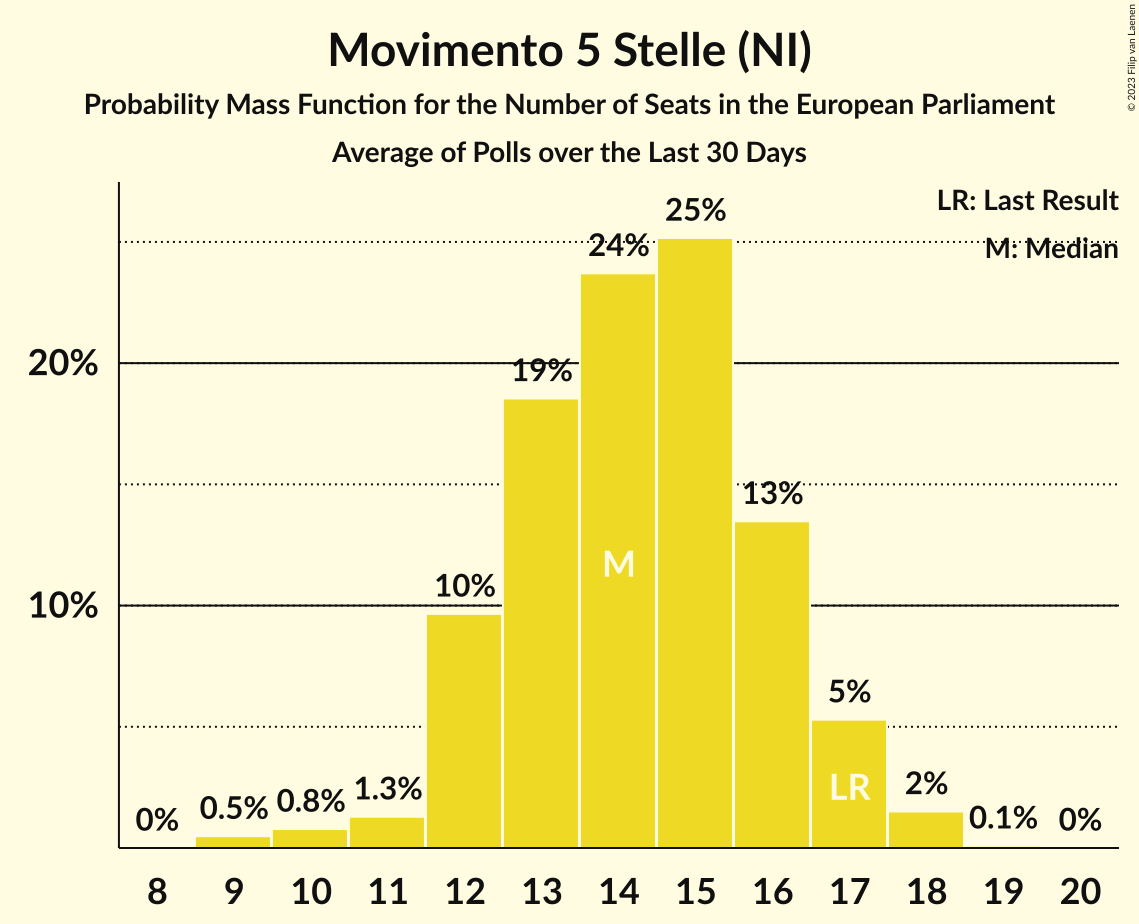 Movimento 5 Stelle (NI)
Probability Mass Function for the Number of Seats in the European Parliament
Average of Polls over the Last 30 Days
© 2023 Filip van Laenen
LR: Last Result
M: Median
25%
24%
20%
19%
13%
M
10%
10%
5%
LR
2%
1.3%
0.8%
0.5%
0%
0.1%
0%
8 9 10 11 12 13 14 15 16 17 18 19 20